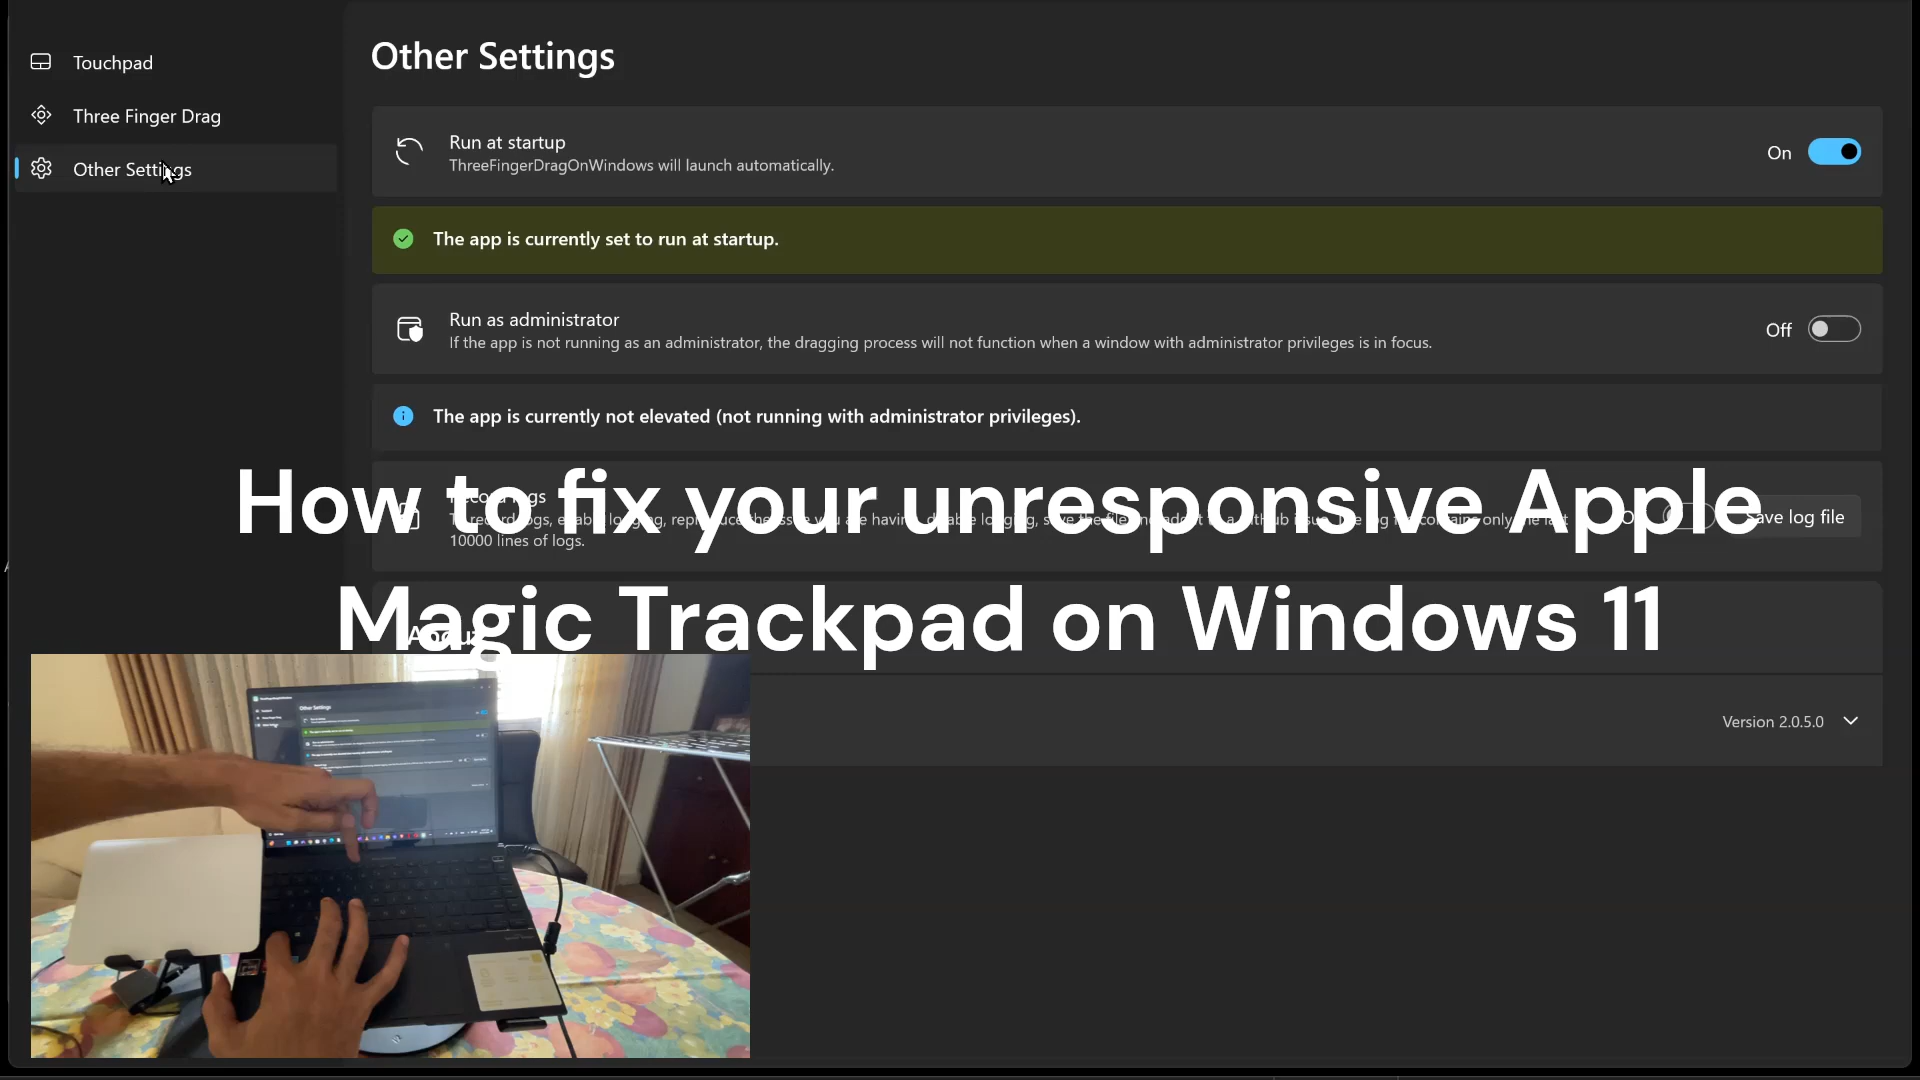 Other Settings
Touchpad
Three Finger Drag
Other Settings
Run at startup
ThreeFingerDragOnWindows will launch automatically.
On
The app is currently set to run at startup.
Run as administrator
If the app is not running as an administrator, the dragging process will not function when a window with administrator privileges is in focus.
Off
The app is currently not elevated (not running with administrator privileges).
How to fix your unresponsive Apple
Magic Trackpad on Windows 11
Save log file
10000 lines of logs.
About
Version 2.0.5.0